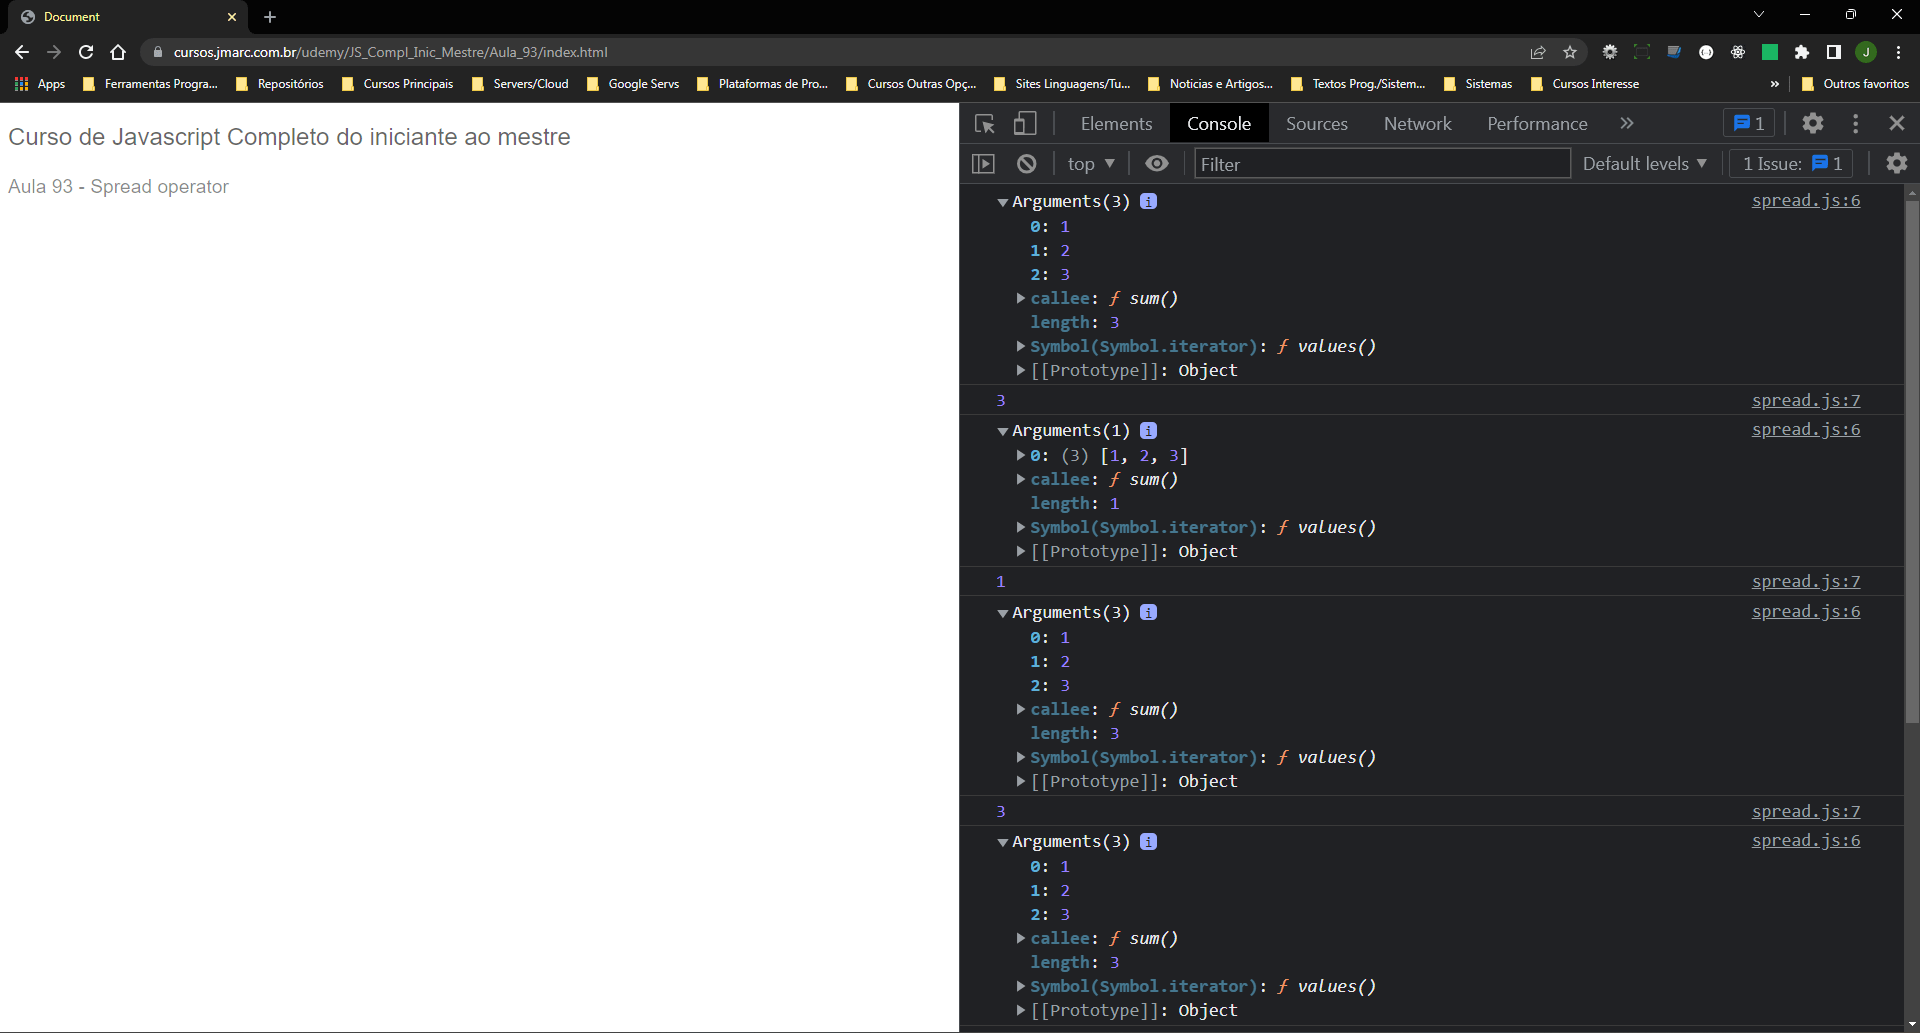 Document
cursos.jmarc.com.br/udemy/JS_Compl_Inic_Mestre/Aula_93/index.html
J
Apps Ferramentas Progra... Repositórios Cursos Principais Servers/Cloud Google Servs Plataformas de Pro... Cursos Outras Opç... Sites Linguagens/Tu... Noticias e Artigos... Textos Prog./Sistem... Sistemas Cursos Interesse » Outros favoritos
Curso de Javascript Completo do iniciante ao mestre
Aula 93 - Spread operator
Elements Console Sources Network Performance » 1
top Filter Default levels 1 Issue: 1
Arguments(3) i spread.js:6
0: 1
1: 2
2: 3
callee: ƒ sum()
length: 3
Symbol(Symbol.iterator): ƒ values()
[[Prototype]]: Object
3 spread.js:7
Arguments(1) i spread.js:6
0: (3) [1, 2, 3]
callee: ƒ sum()
length: 1
Symbol(Symbol.iterator): ƒ values()
[[Prototype]]: Object
1 spread.js:7
Arguments(3) i spread.js:6
0: 1
1: 2
2: 3
callee: ƒ sum()
length: 3
Symbol(Symbol.iterator): ƒ values()
[[Prototype]]: Object
3 spread.js:7
Arguments(3) i spread.js:6
0: 1
1: 2
2: 3
callee: ƒ sum()
length: 3
Symbol(Symbol.iterator): ƒ values()
[[Prototype]]: Object